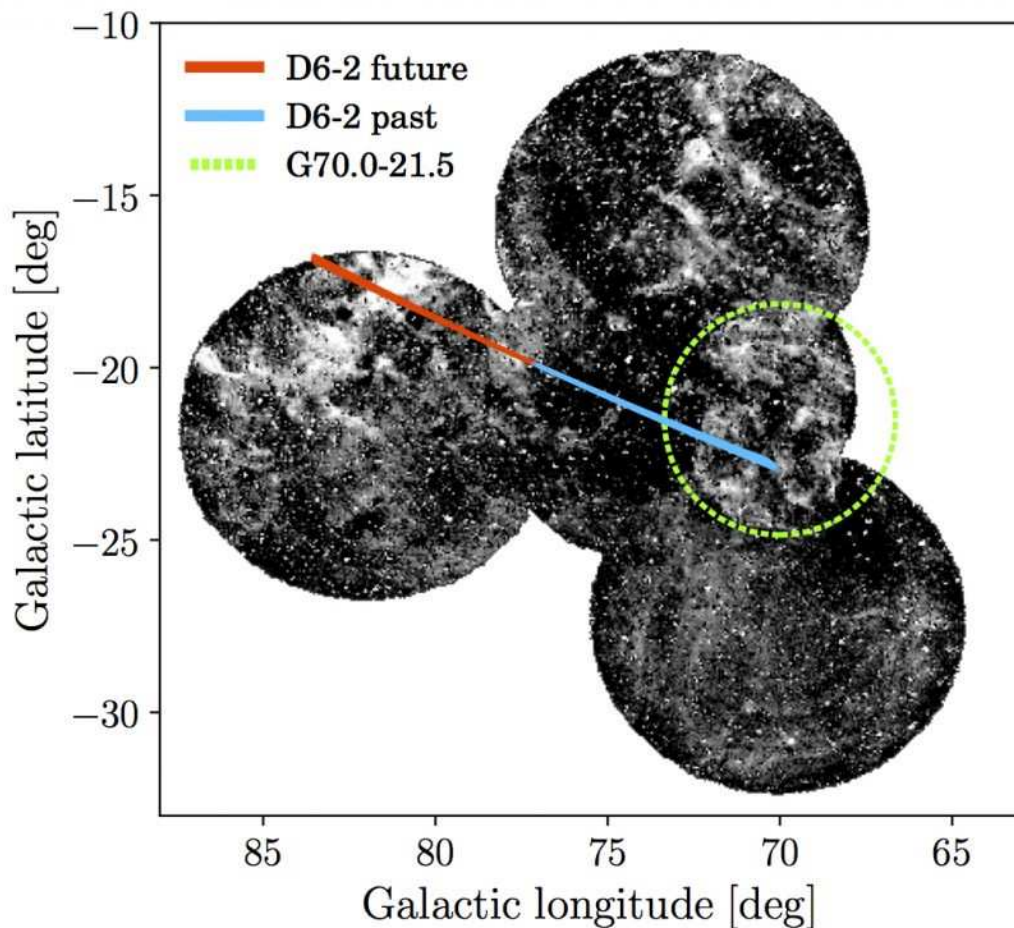 D6-2 future
D6-2 past
G70.0-21.5
−10
−15
−20
−25
−30
Galactic latitude [deg]
85 80 75 70 65
Galactic longitude [deg]